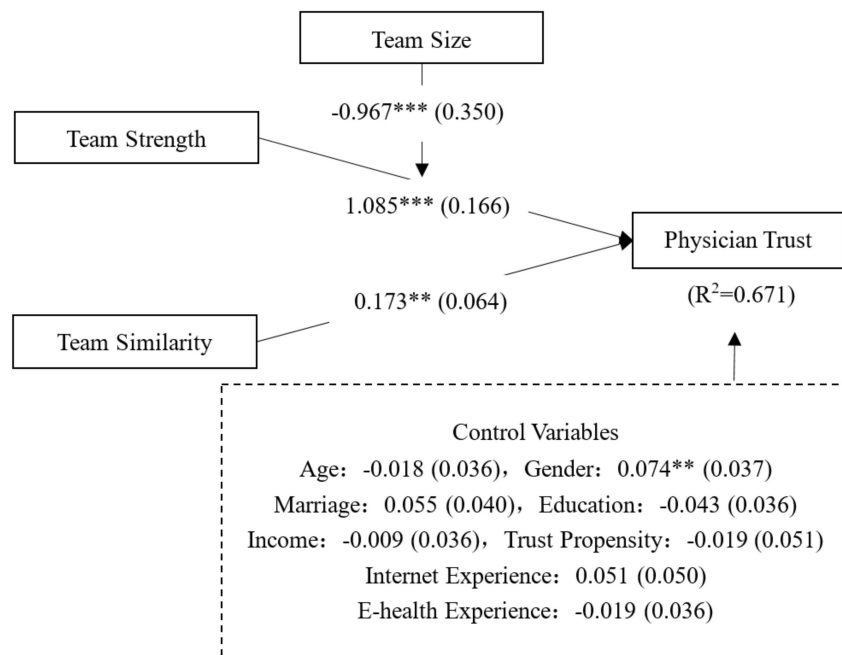 Team Size
-0.967*** (0.350)
Team Strength
1.085*** (0.166)
Physician Trust
(R²=0.671)
0.173** (0.064)
Team Similarity
Control Variables
Age：-0.018 (0.036)，Gender：0.074** (0.037)
Marriage：0.055 (0.040)，Education：-0.043 (0.036)
Income：-0.009 (0.036)，Trust Propensity：-0.019 (0.051)
Internet Experience：0.051 (0.050)
E-health Experience：-0.019 (0.036)